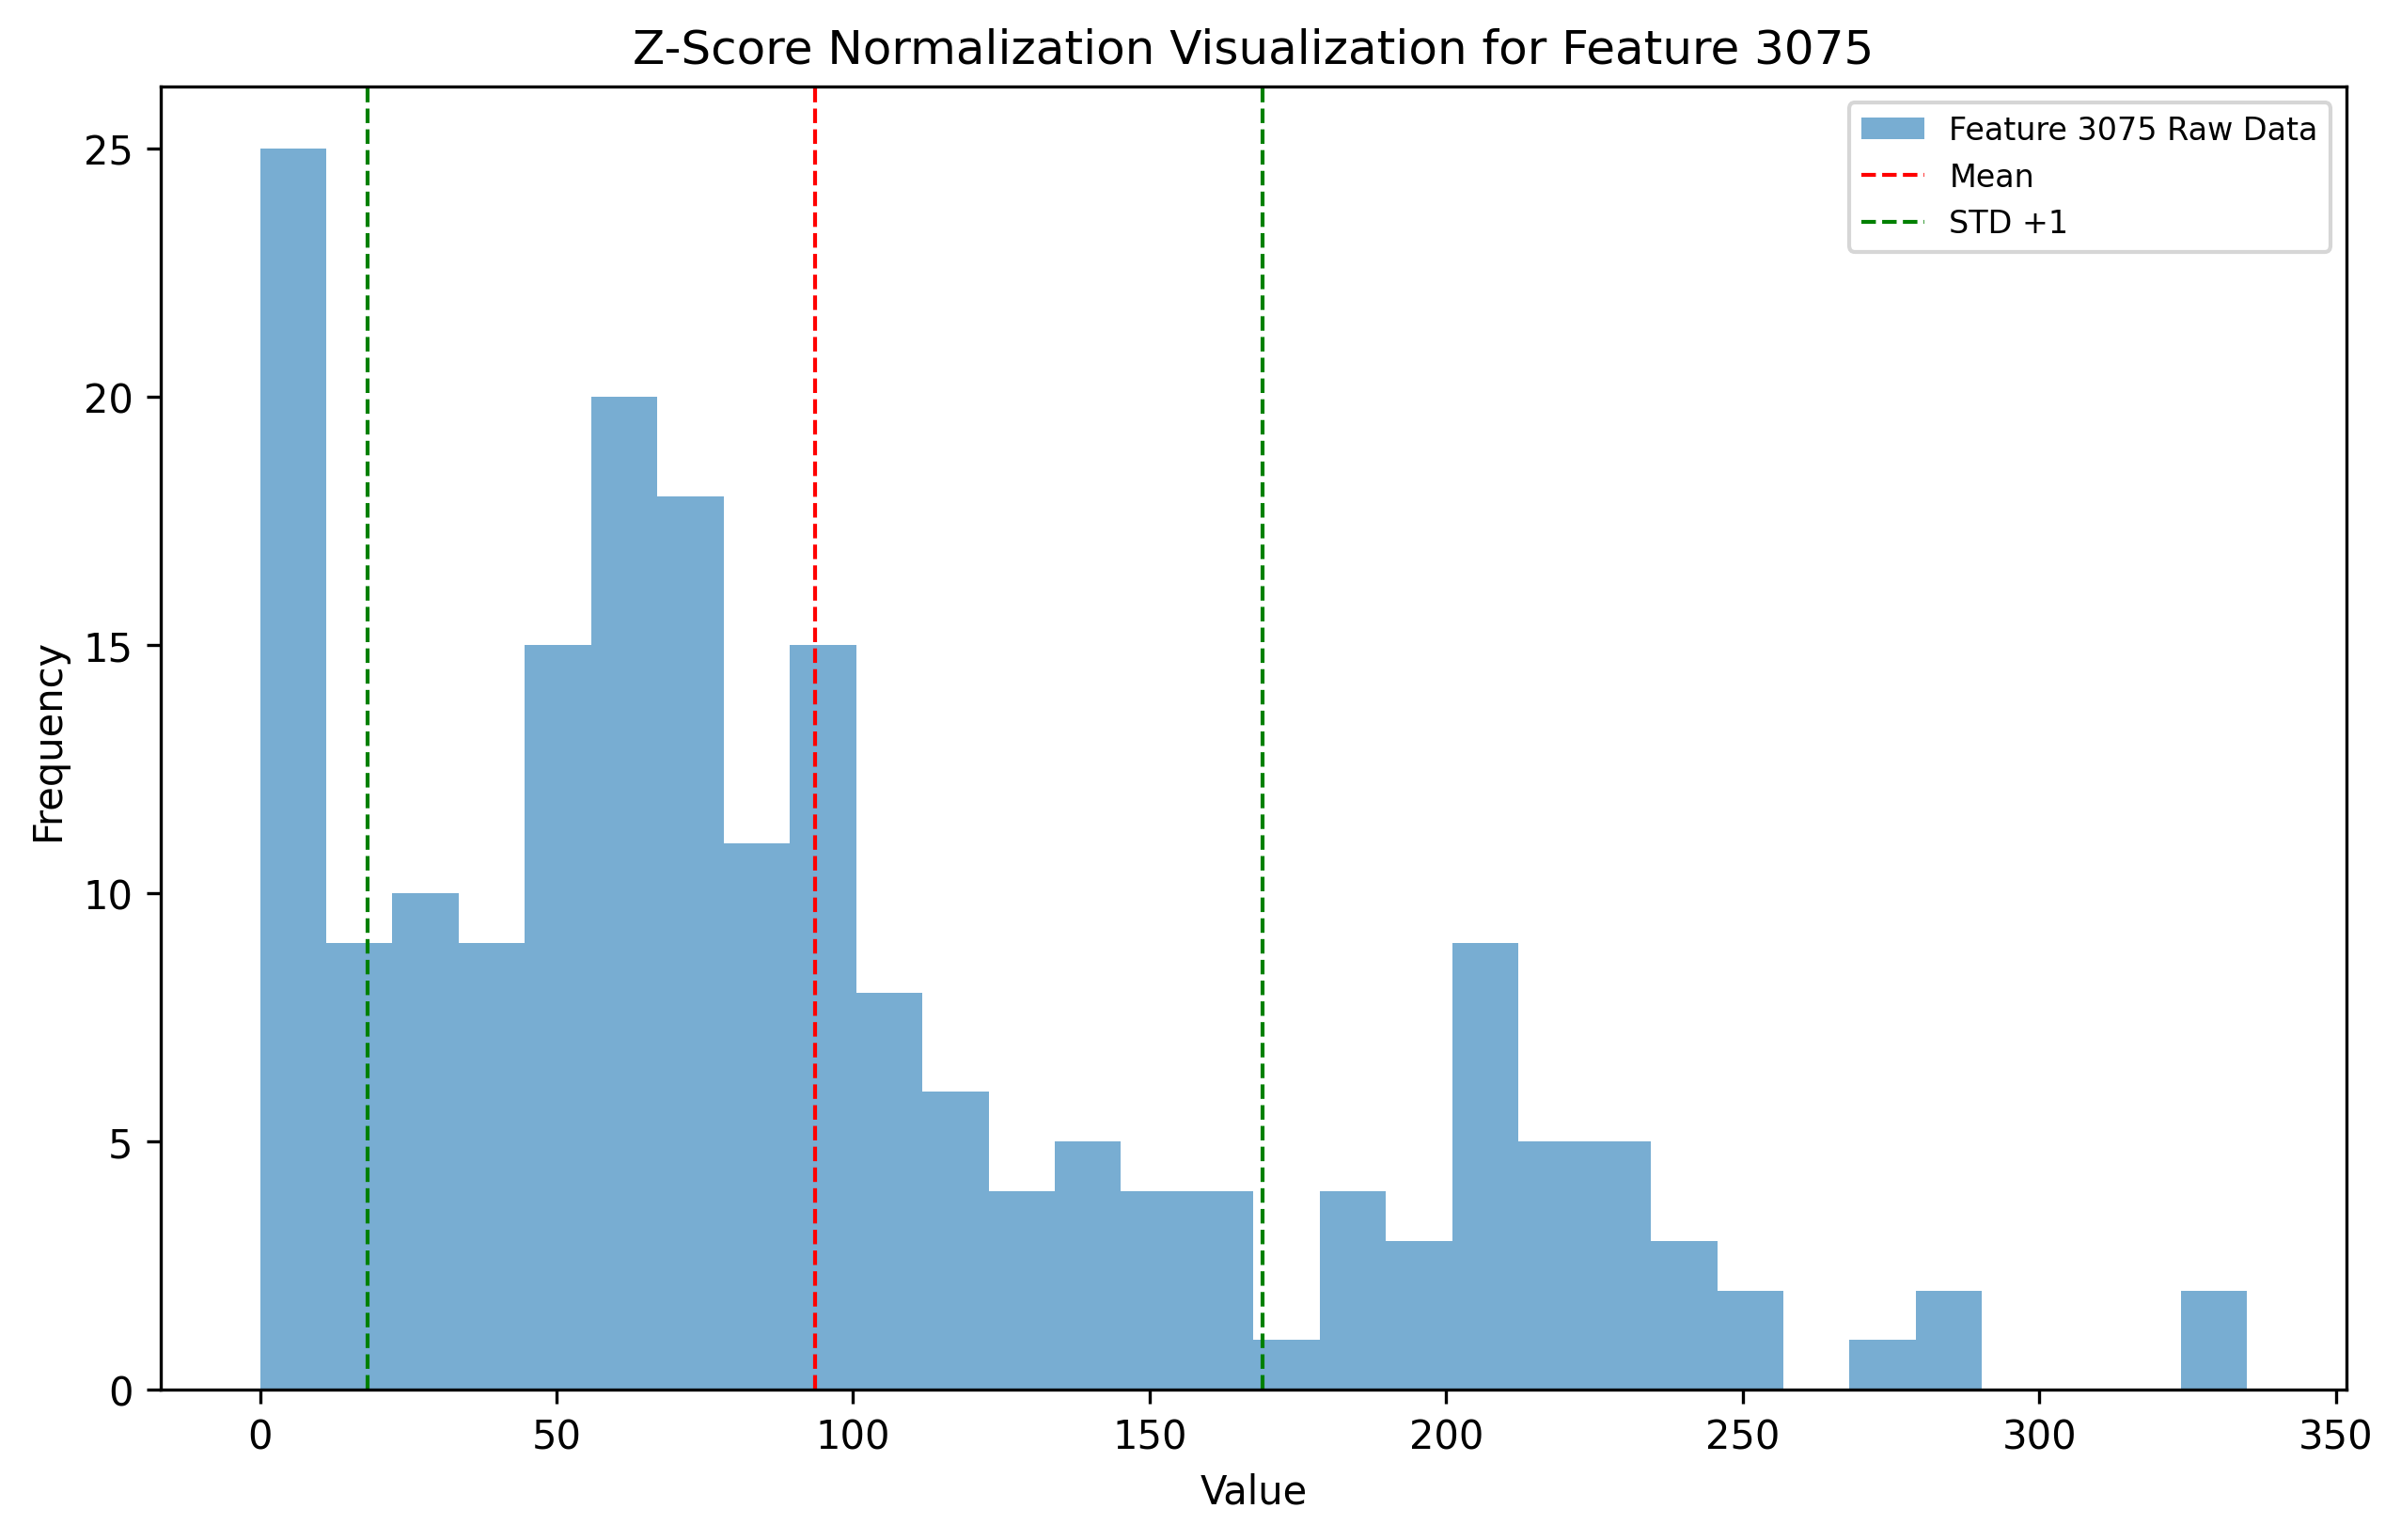 Z-Score Normalization Visualization for Feature 3075
Feature 3075 Raw Data
Mean
STD +1
25
20
15
10
5
0
Frequency
0 50 100 150 200 250 300 350
Value